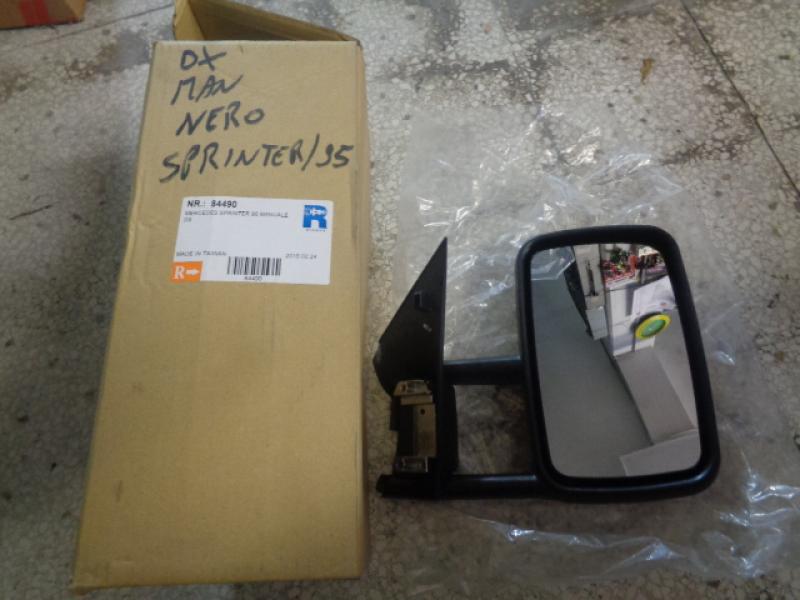 DX
MAN
NERO
SPRINTER/95
NR.: 84490
MERCEDES SPRINTER 95 MANUALE
DX
R
MADE IN TAIWAN
2015.02.24
R
84490